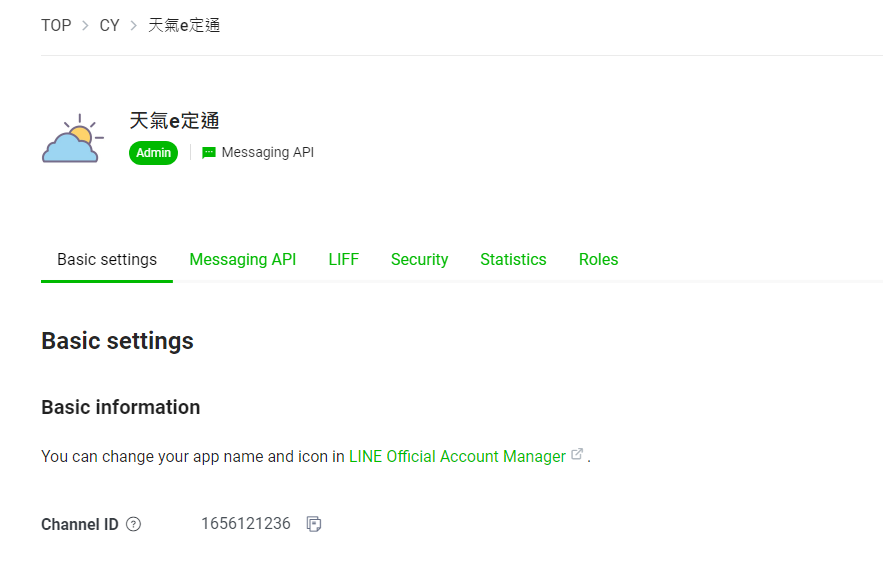 TOP > CY > 天氣e定通
天氣e定通
Admin Messaging API
Basic settings Messaging API LIFF Security Statistics Roles
Basic settings
Basic information
You can change your app name and icon in LINE Official Account Manager .
Channel ID ? 1656121236